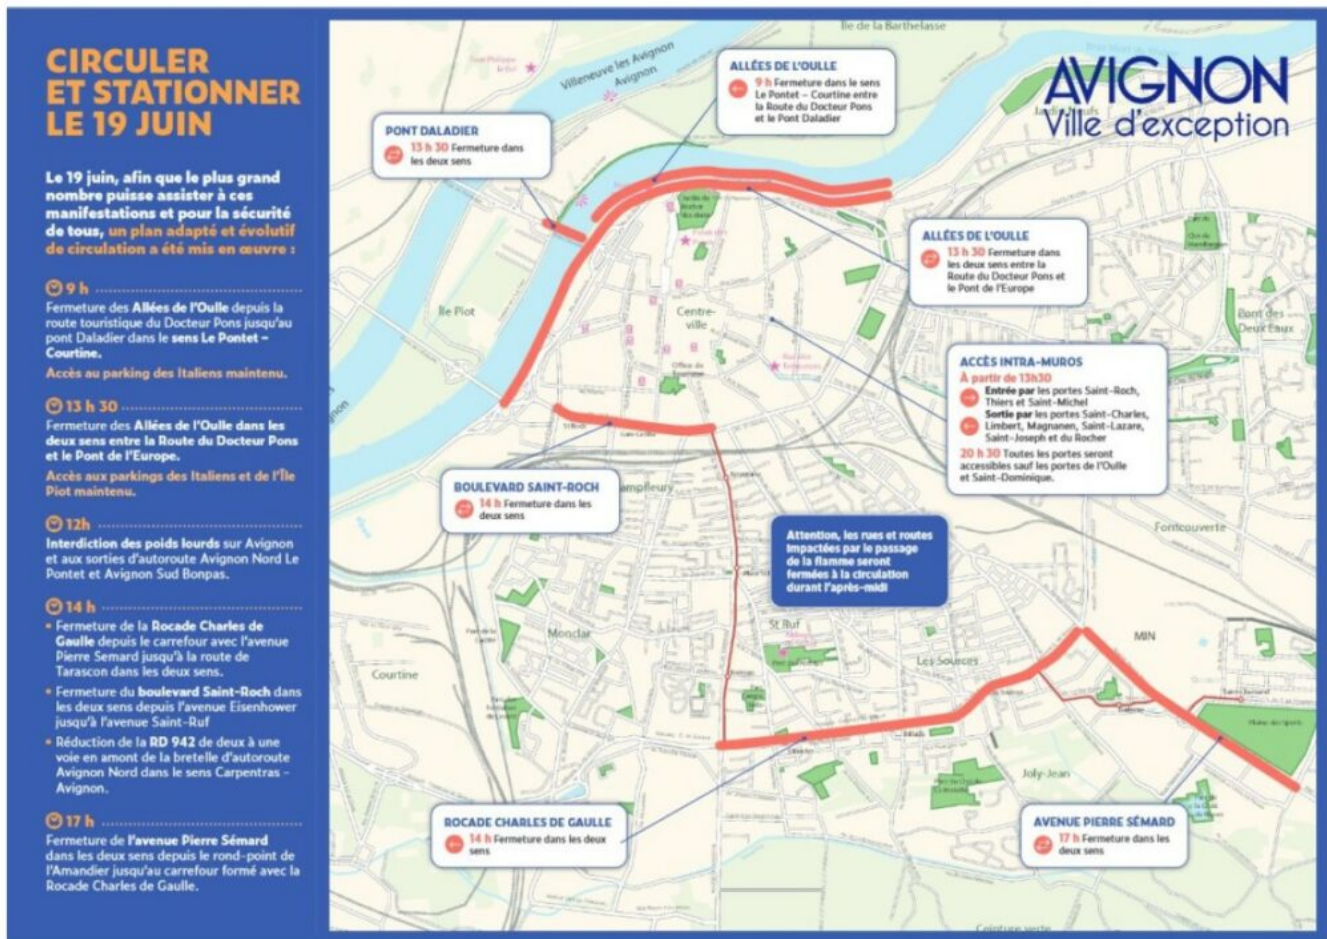 CIRCULER
ET STATIONNER
LE 19 JUIN
Le 19 juin, afin que le plus grand
nombre puisse assister à ces
manifestations et pour la sécurité
de tous, un plan adapté et évolutif
de circulation a été mis en œuvre :
9 h
Fermeture des Allées de l'Oulle depuis la
route touristique du Docteur Pons jusqu'au
pont Daladier dans le sens Le Pontet –
Courtine.
Accès au parking des Italiens maintenu.
13 h 30
Fermeture des Allées de l'Oulle dans les
deux sens entre la Route du Docteur Pons
et le Pont de l'Europe.
Accès aux parkings des Italiens et de l'Île
Piot maintenu.
12h
Interdiction des poids lourds sur Avignon
et aux sorties d'autoroute Avignon Nord Le
Pontet et Avignon Sud Bonpas.
14 h
• Fermeture de la Rocade Charles de
Gaulle depuis le carrefour avec l'avenue
Pierre Semard jusqu'à la route de
Tarascon dans les deux sens.
• Fermeture du boulevard Saint-Roch dans
les deux sens depuis l'avenue Eisenhower
jusqu'à l'avenue Saint-Ruf
• Réduction de la RD 942 de deux à une
voie en amont de la bretelle d'autoroute
Avignon Nord dans le sens Carpentras -
Avignon.
17 h
Fermeture de l'avenue Pierre Sémard
dans les deux sens depuis le rond-point de
l'Amandier jusqu'au carrefour formé avec la
Rocade Charles de Gaulle.
AVIGNON
Ville d'exception
Île de la Barthelasse
Villeneuve les Avignon
Avignon
ALLÉES DE L'OULLE
9 h Fermeture dans le sens
Le Pontet – Courtine entre
la Route du Docteur Pons
et le Pont Daladier
PONT DALADIER
13 h 30 Fermeture dans
les deux sens
ALLÉES DE L'OULLE
13 h 30 Fermeture dans
les deux sens entre la
Route du Docteur Pons et
le Pont de l'Europe
Île Piot
Centre-
ville
Office de
Pont des
Deux Eaux
ACCÈS INTRA-MUROS
À partir de 13h30
Entrée par les portes Saint-Roch,
Thiers et Saint-Michel
Sortie par les portes Saint-Charles,
Limbert, Magnanen, Saint-Lazare,
Saint-Joseph et du Rocher
20 h 30 Toutes les portes seront
accessibles sauf les portes de l'Oulle
et Saint-Dominique.
BOULEVARD SAINT-ROCH
14 h Fermeture dans les
deux sens
ampfleury
Fontcouverte
Attention, les rues et routes
impactées par le passage
de la flamme seront
fermées à la circulation
durant l'après-midi
Monclar
St Ruf
MIN
Les Sources
Courtine
Joly-Jean
ROCADE CHARLES DE GAULLE
14 h Fermeture dans les deux
sens
AVENUE PIERRE SÉMARD
17 h Fermeture dans les
deux sens
Ceinture verte